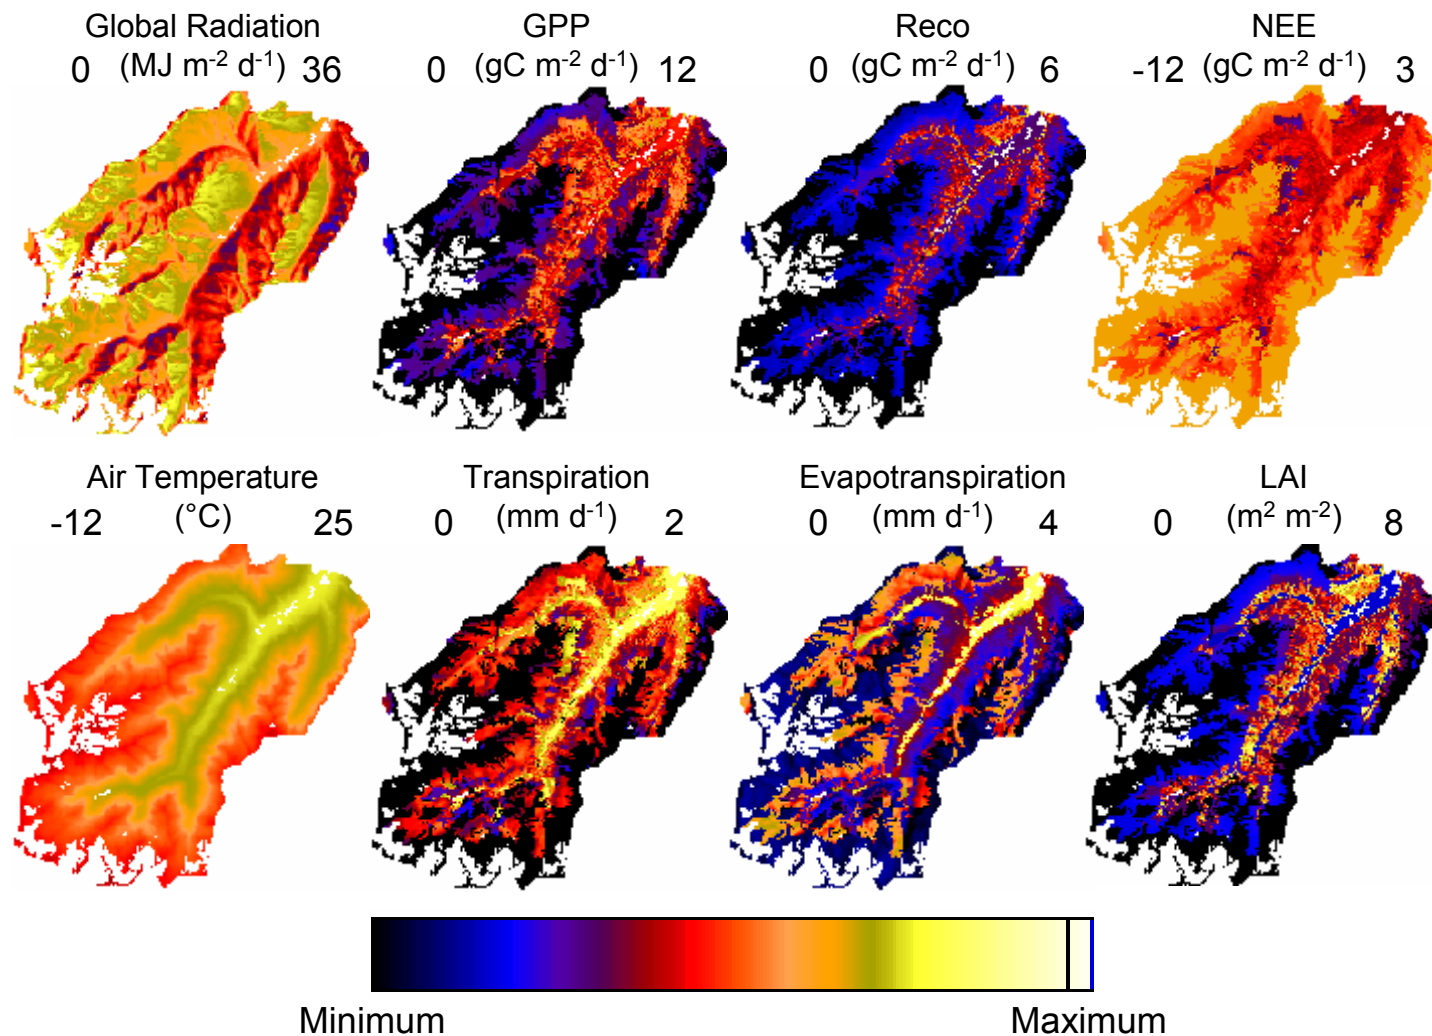 Global Radiation
0 (MJ m-2 d-1) 36
GPP
0 (gC m-2 d-1) 12
Reco
0 (gC m-2 d-1) 6
NEE
-12 (gC m-2 d-1) 3
Air Temperature
-12 (°C) 25
Transpiration
0 (mm d-1) 2
Evapotranspiration
0 (mm d-1) 4
LAI
0 (m2 m-2) 8
Minimum Maximum